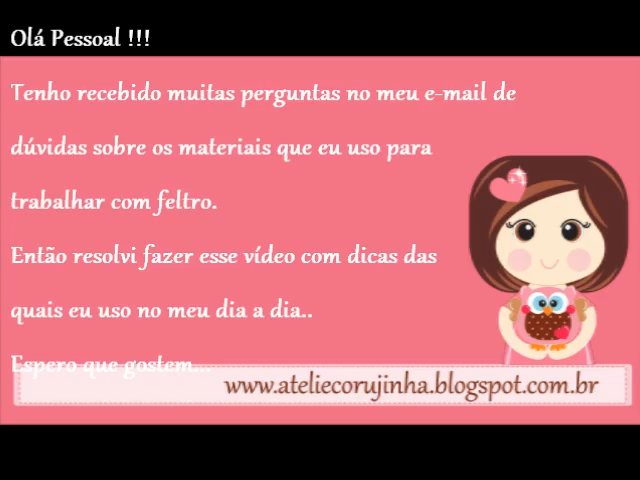 Olá Pessoal !!!
Tenho recebido muitas perguntas no meu e-mail de
dúvidas sobre os materiais que eu uso para
trabalhar com feltro.
Então resolvi fazer esse vídeo com dicas das
quais eu uso no meu dia a dia..
Espero que gostem...
www.ateliecorujinha.blogspot.com.br